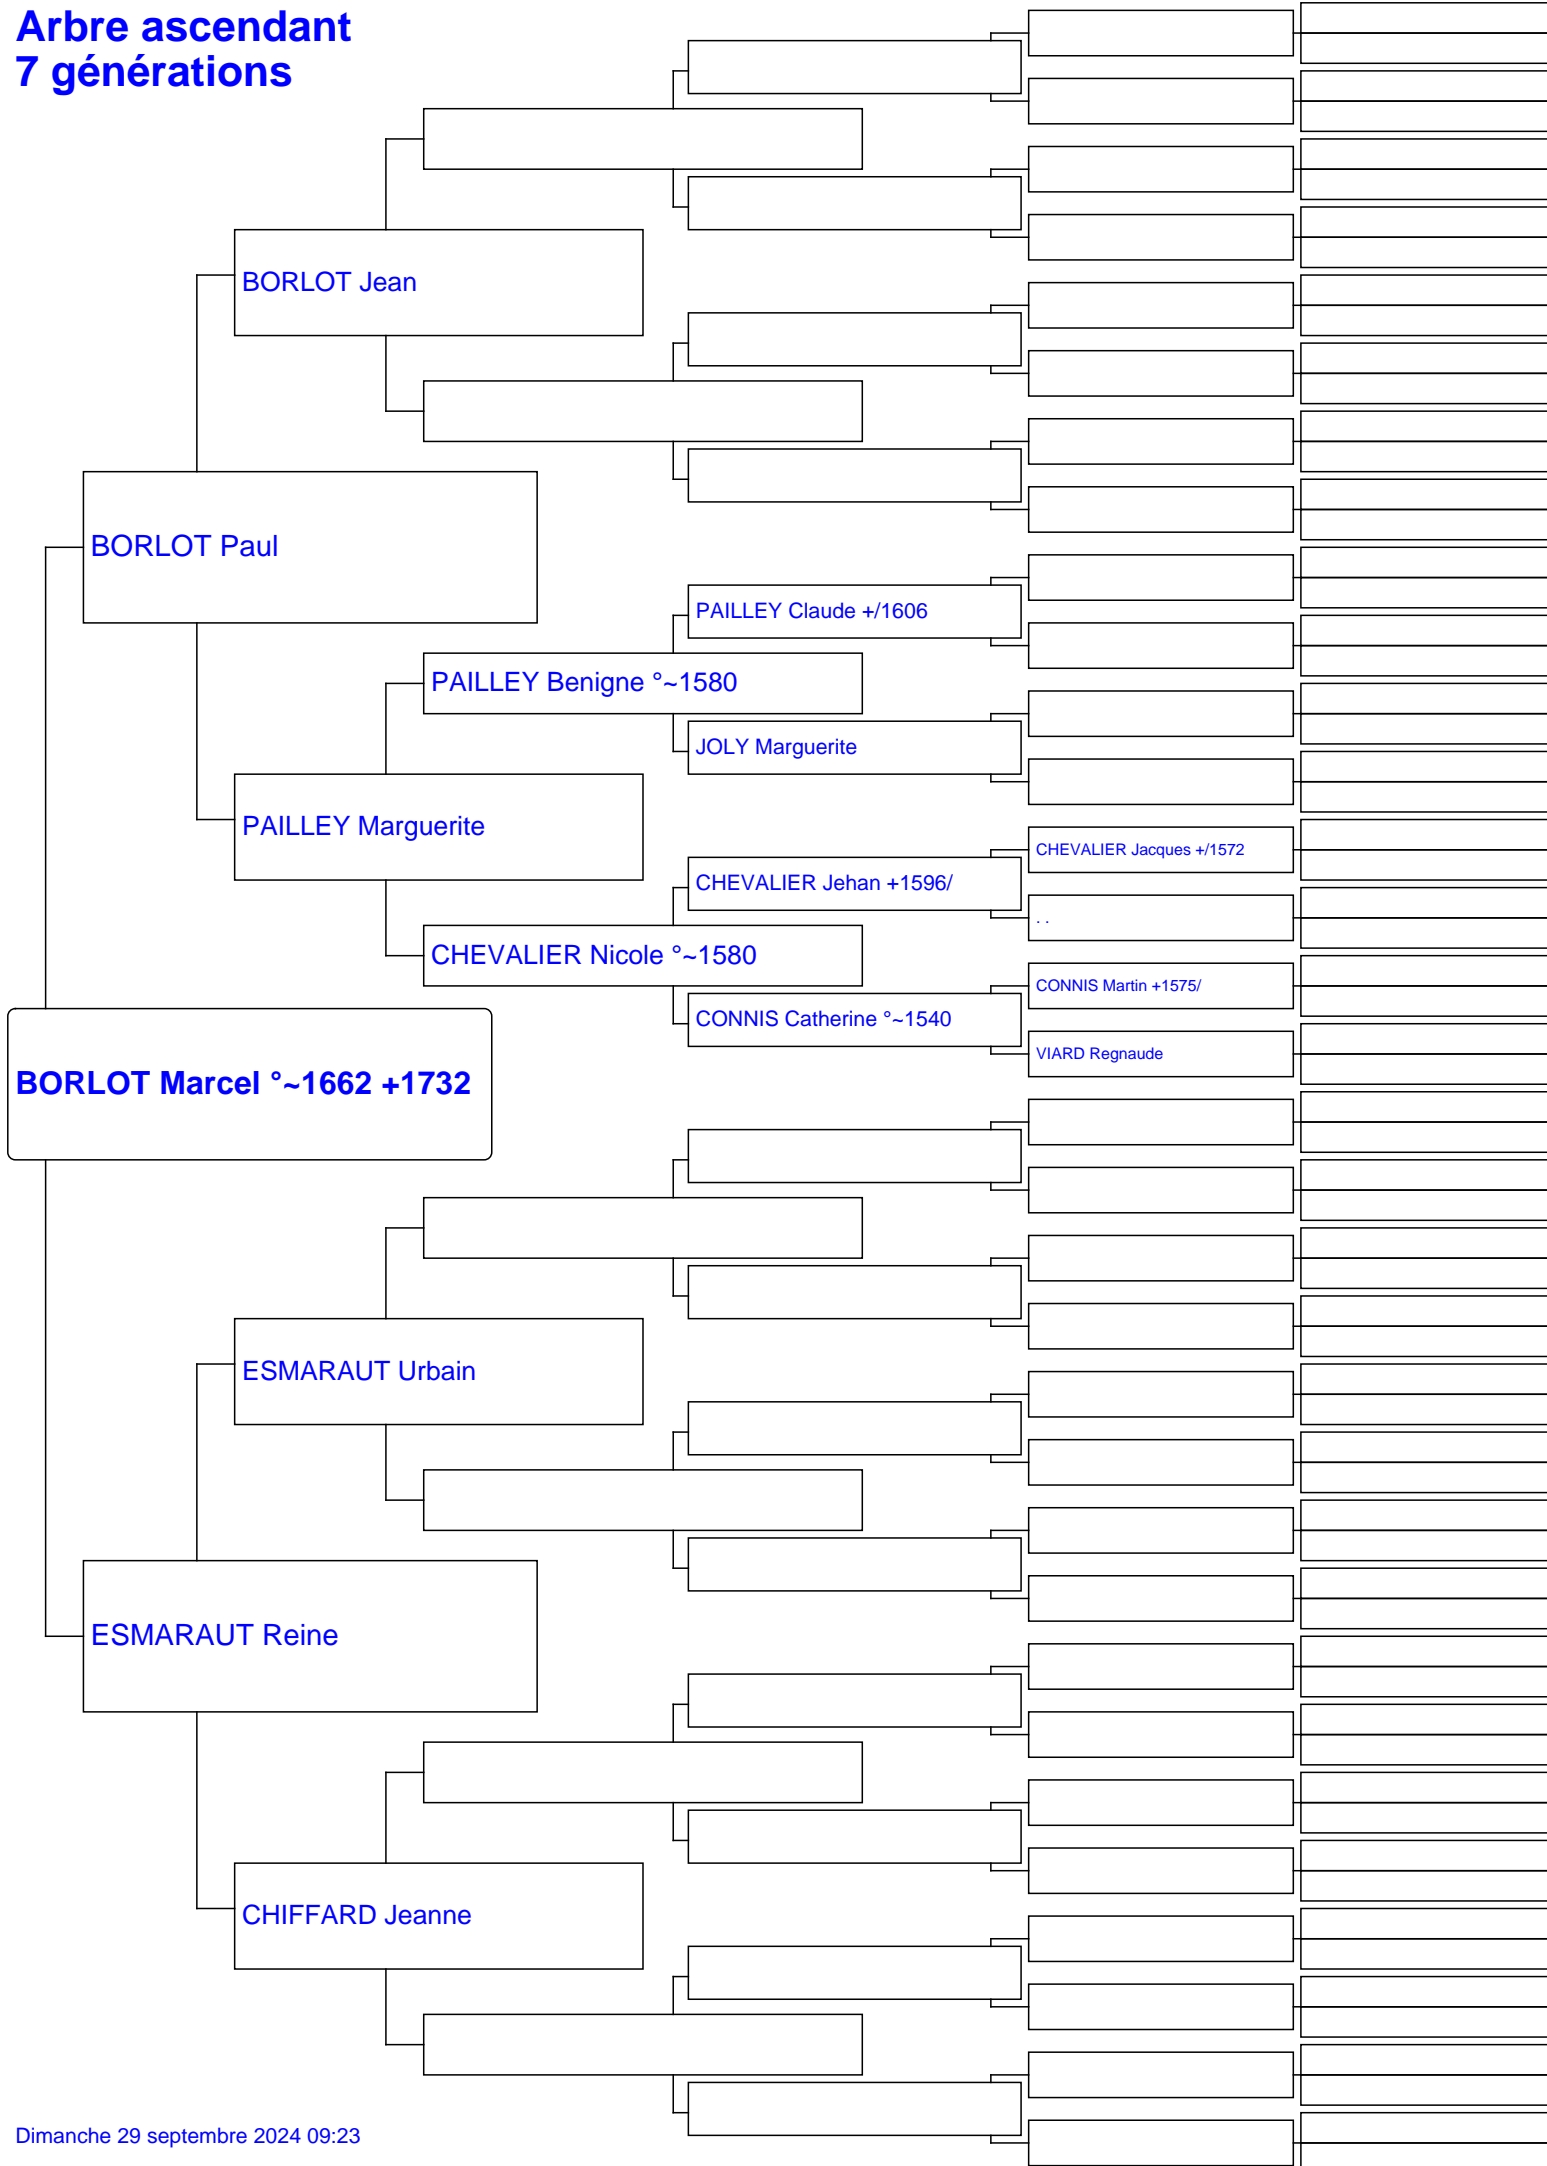 Arbre ascendant
7 générations
BORLOT Jean
BORLOT Paul
PAILLEY Claude +/1606
PAILLEY Benigne °~1580
JOLY Marguerite
PAILLEY Marguerite
CHEVALIER Jacques +/1572
CHEVALIER Jehan +1596/
. .
CHEVALIER Nicole °~1580
CONNIS Martin +1575/
CONNIS Catherine °~1540
VIARD Regnaude
BORLOT Marcel °~1662 +1732
ESMARAUT Urbain
ESMARAUT Reine
CHIFFARD Jeanne
Dimanche 29 septembre 2024 09:23